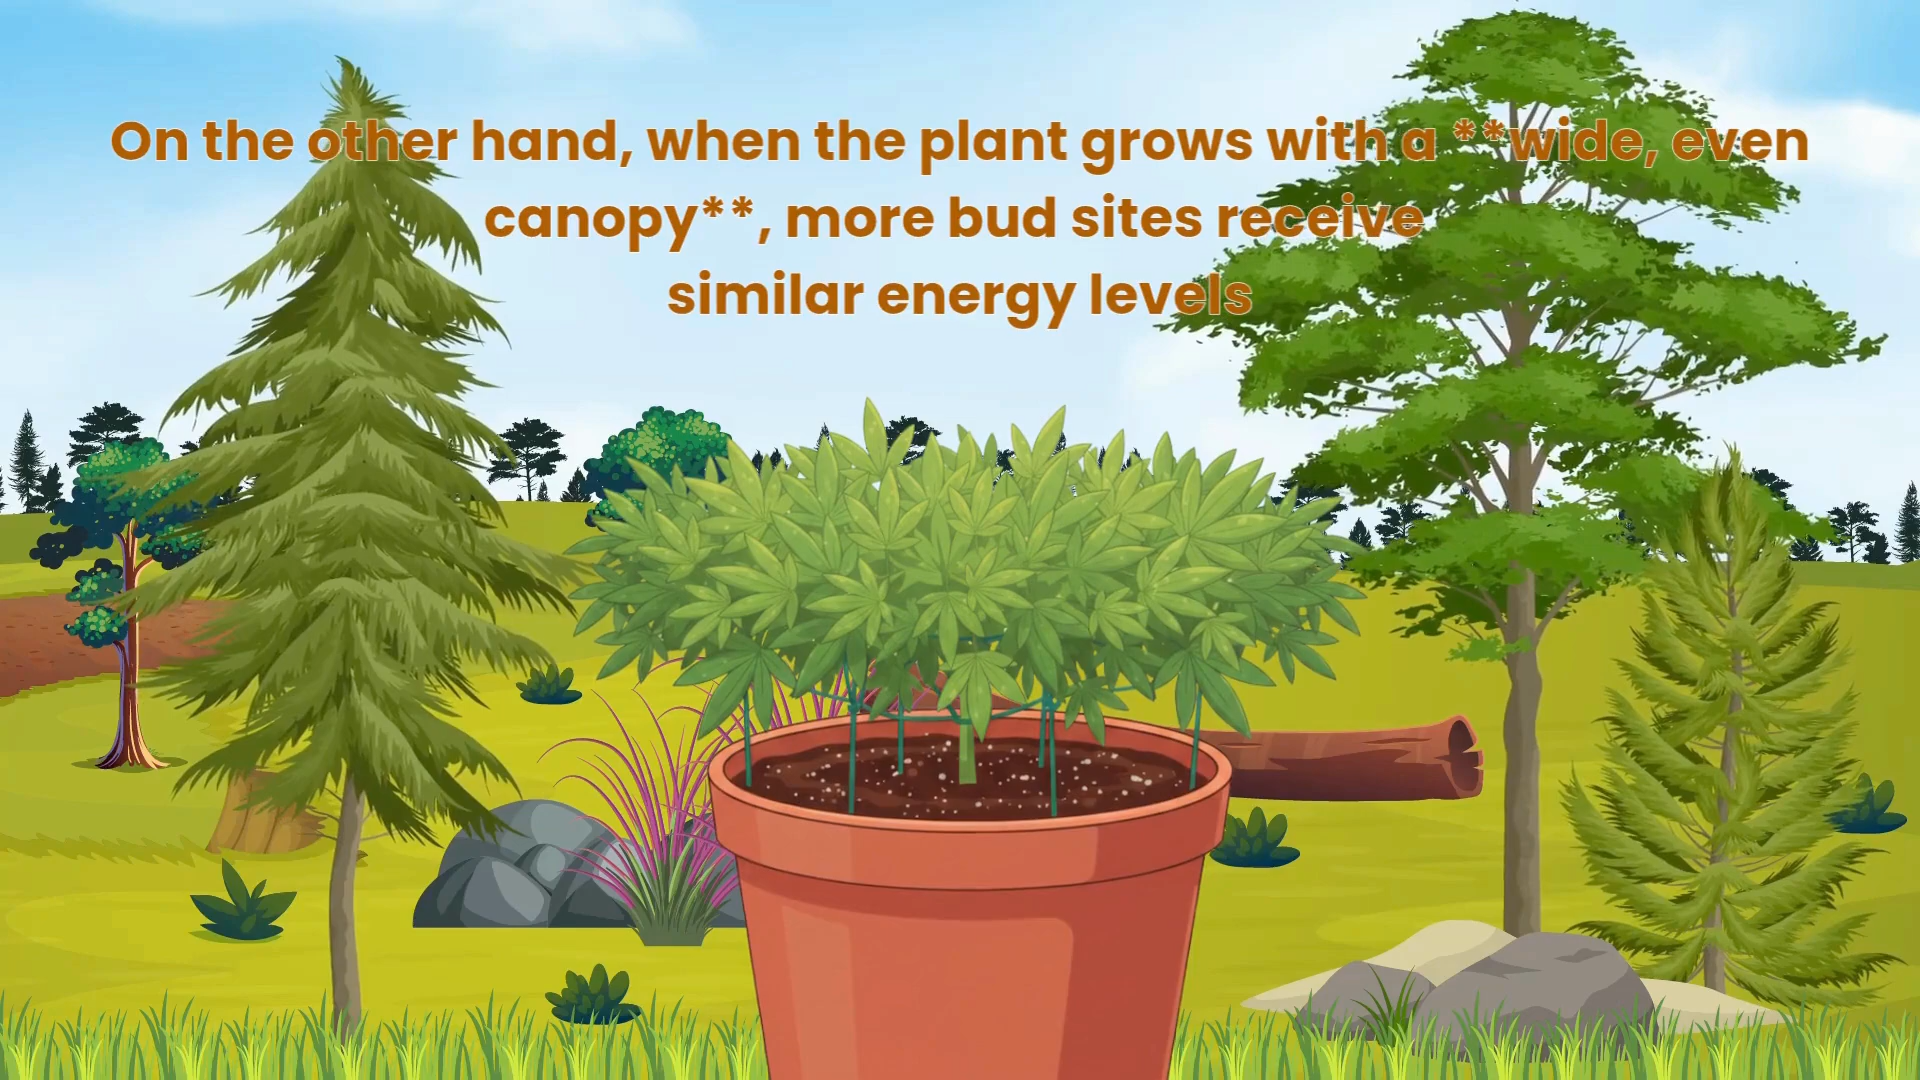 On the other hand, when the plant grows with a **wide, even
canopy**, more bud sites receive
similar energy levels